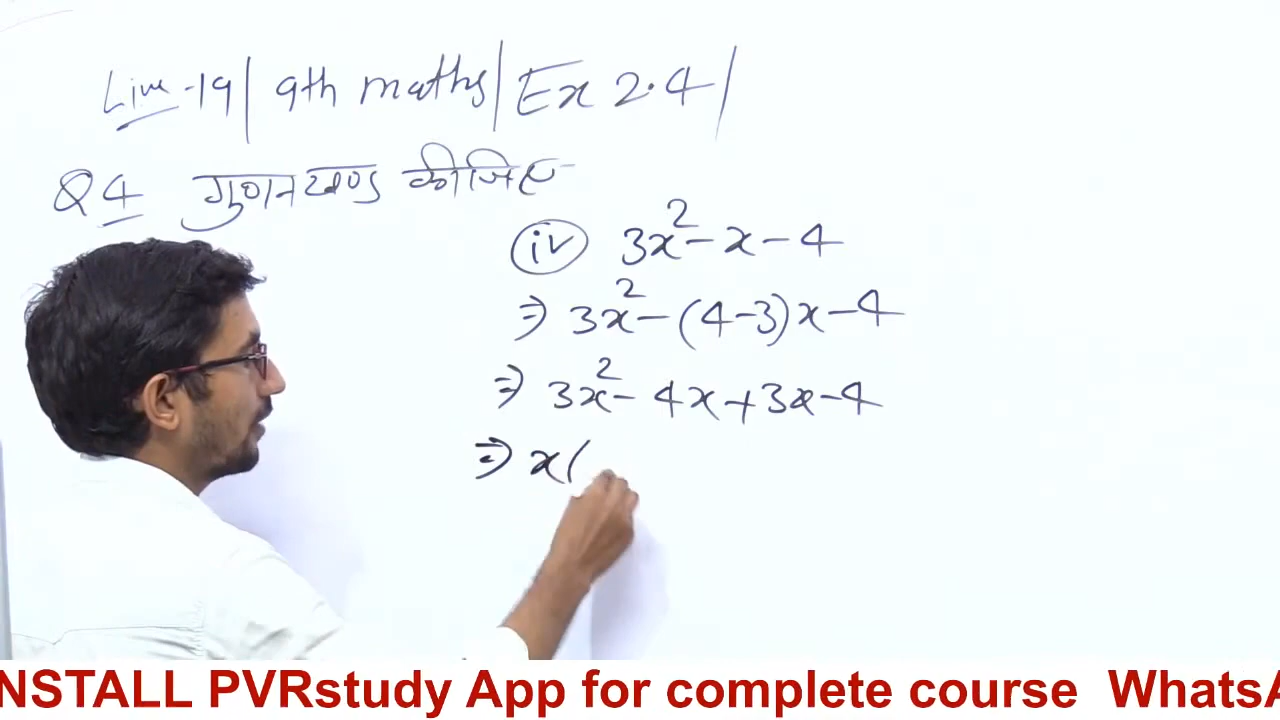 Live-19| 9th maths| Ex 2.4|
Q4 गुणनखण्ड कीजिए
(iv) 3x² - x - 4
⇒ 3x² - (4-3)x - 4
⇒ 3x² - 4x + 3x - 4
⇒ x(
NSTALL PVRstudy App for complete course WhatsA